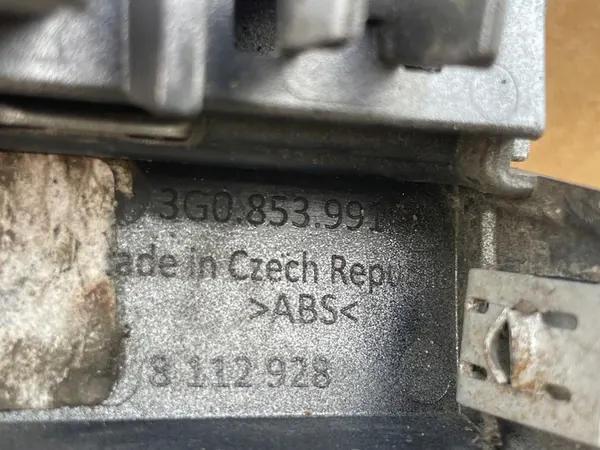 3G0.853.991
ade in Czech Repu
>ABS<
8 112 928